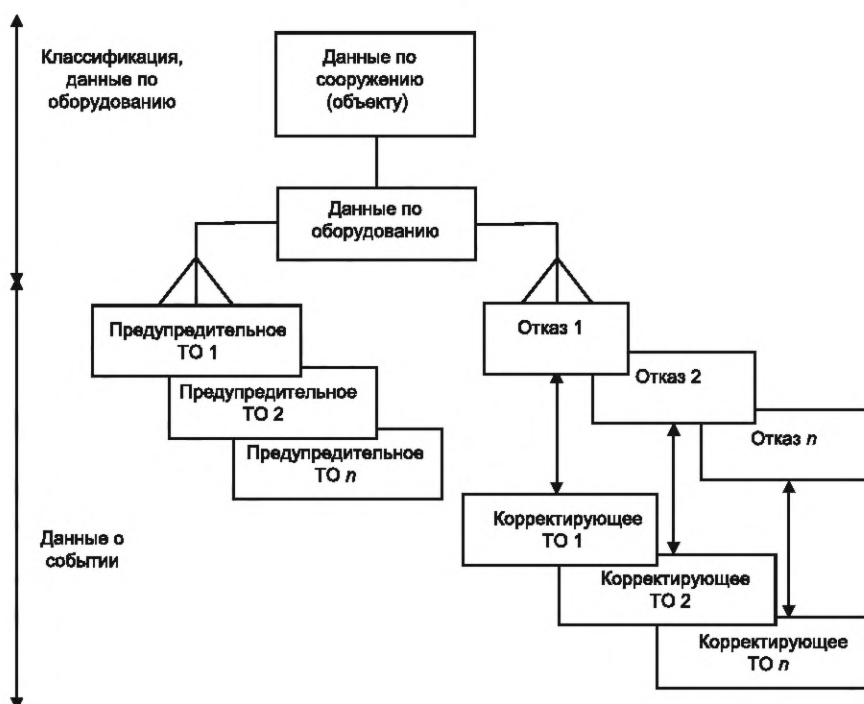 Классификация,
данные по
оборудованию
Данные по
сооружению
(объекту)
Данные по
оборудованию
Предупредительное
ТО 1
Предупредительное
ТО 2
Предупредительное
ТО n
Отказ 1
Отказ 2
Отказ n
Данные о
событии
Корректирующее
ТО 1
Корректирующее
ТО 2
Корректирующее
ТО n